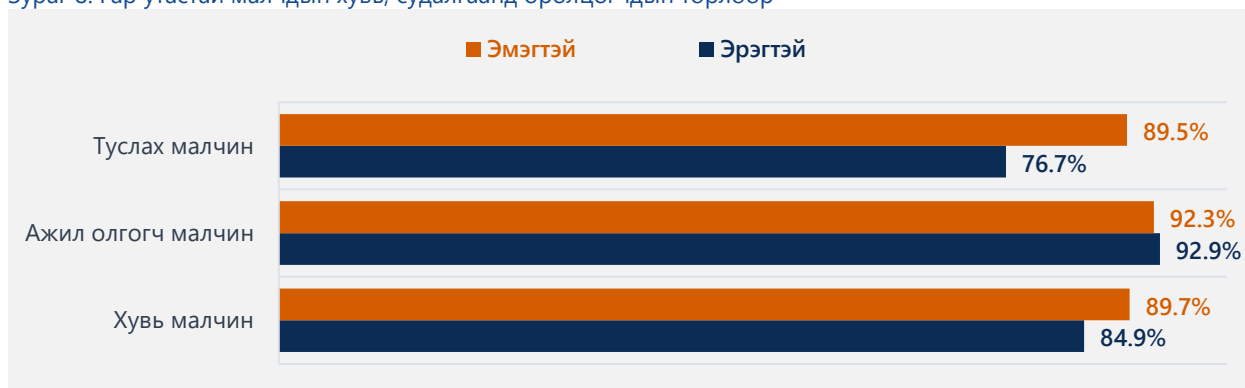 Эмэгтэй Эрэгтэй
Туслах малчин 89.5%
76.7%
Ажил олгогч малчин 92.3%
92.9%
Хувь малчин 89.7%
84.9%